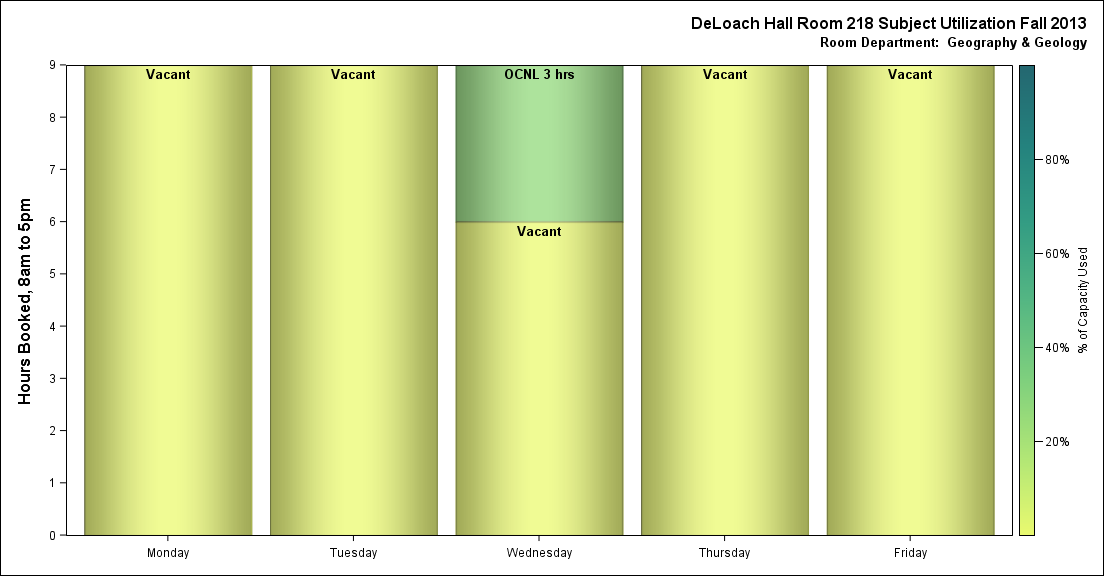 DeLoach Hall Room 218 Subject Utilization Fall 2013
Room Department: Geography & Geology
Hours Booked, 8am to 5pm
9
8
7
6
5
4
3
2
1
0
Vacant
Vacant
OCNL 3 hrs
Vacant
Vacant
Vacant
Monday
Tuesday
Wednesday
Thursday
Friday
80%
60%
40%
20%
% of Capacity Used